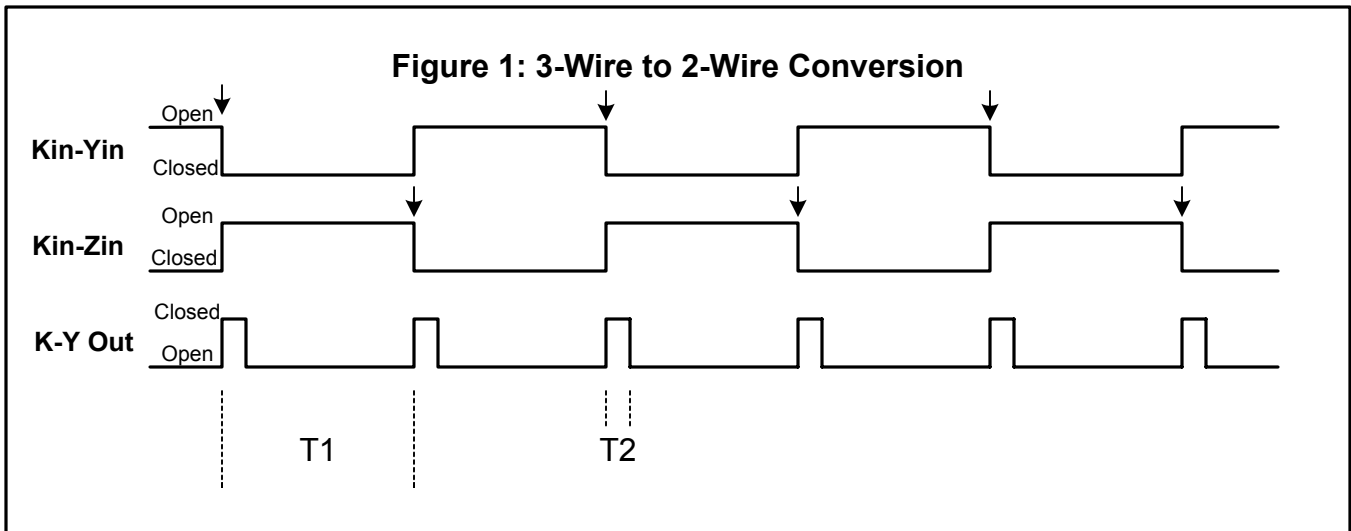 Figure 1: 3-Wire to 2-Wire Conversion
Open
Kin-Yin
Closed
Open
Kin-Zin
Closed
Closed
K-Y Out
Open
T1
T2